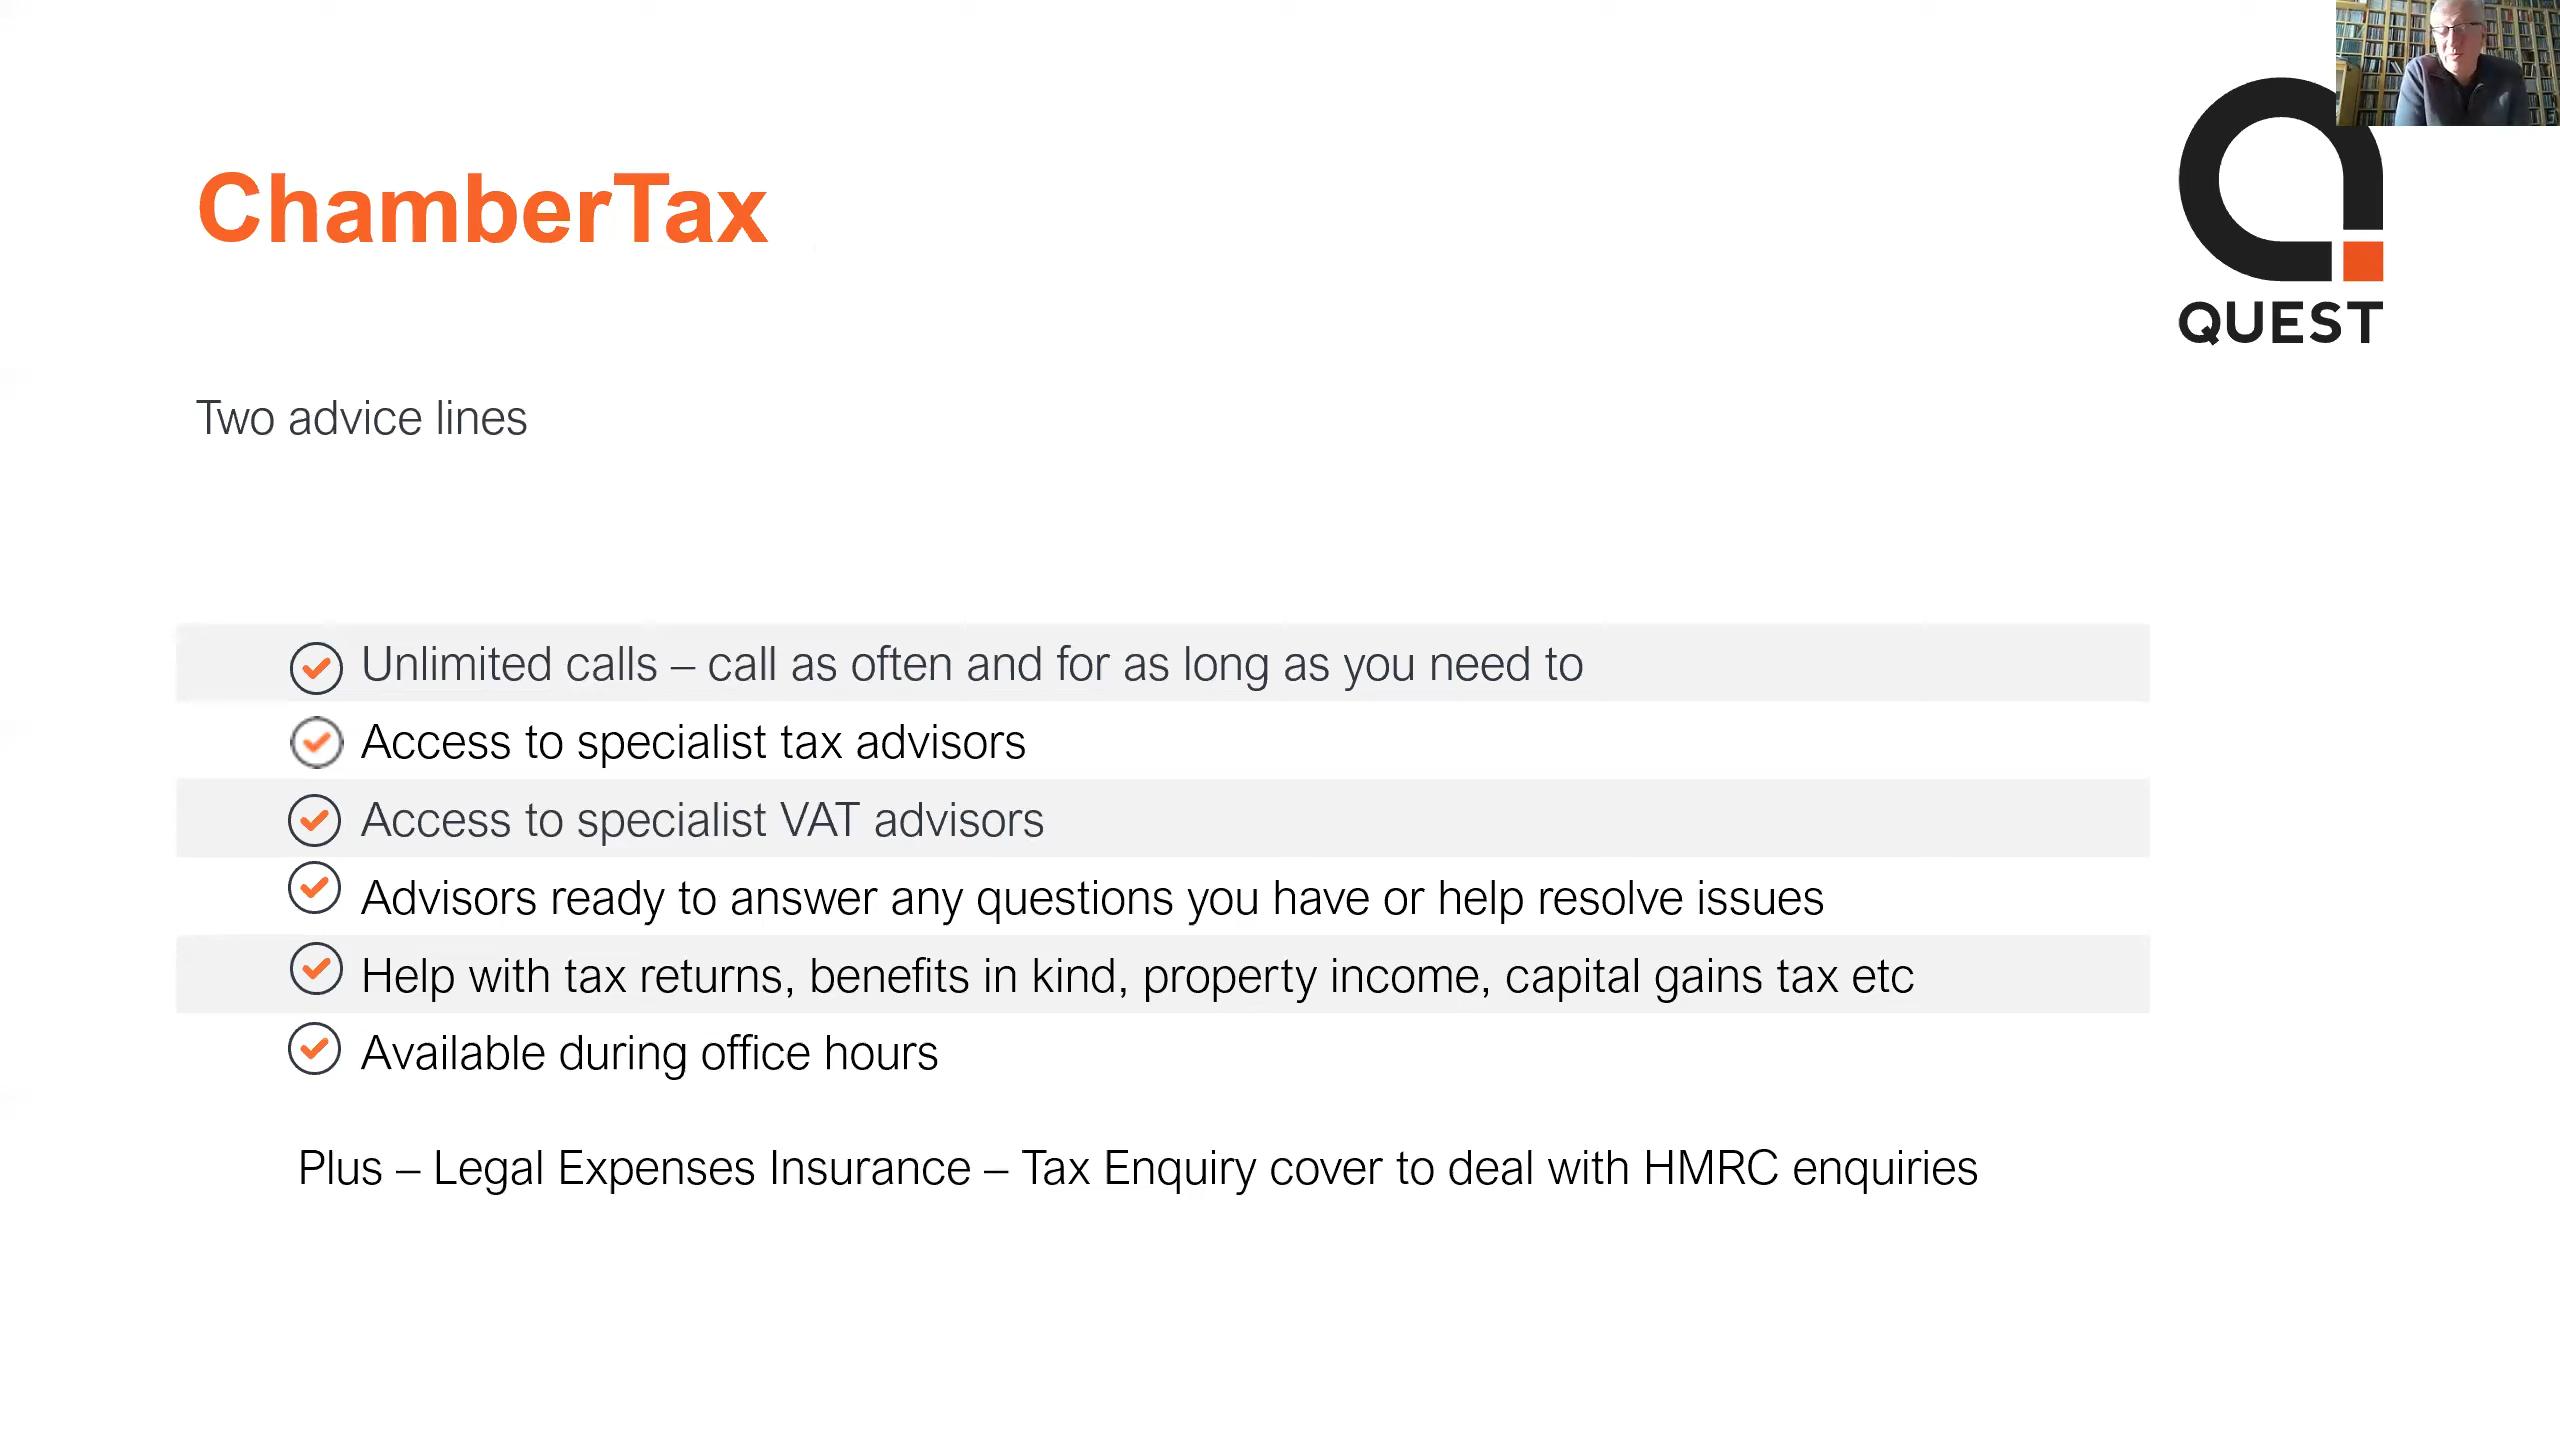 ChamberTax
QUEST
Two advice lines
Unlimited calls – call as often and for as long as you need to
Access to specialist tax advisors
Access to specialist VAT advisors
Advisors ready to answer any questions you have or help resolve issues
Help with tax returns, benefits in kind, property income, capital gains tax etc
Available during office hours
Plus – Legal Expenses Insurance – Tax Enquiry cover to deal with HMRC enquiries